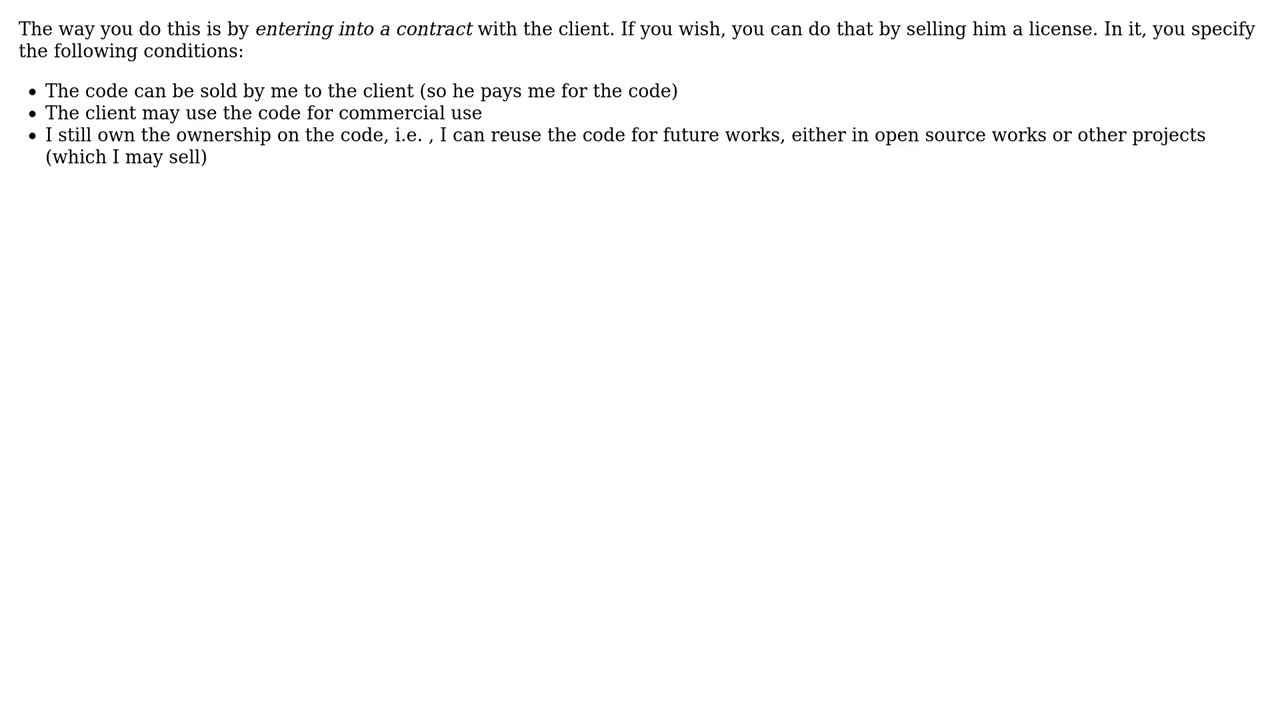 The way you do this is by entering into a contract with the client. If you wish, you can do that by selling him a license. In it, you specify
the following conditions:
• The code can be sold by me to the client (so he pays me for the code)
• The client may use the code for commercial use
• I still own the ownership on the code, i.e. , I can reuse the code for future works, either in open source works or other projects
(which I may sell)